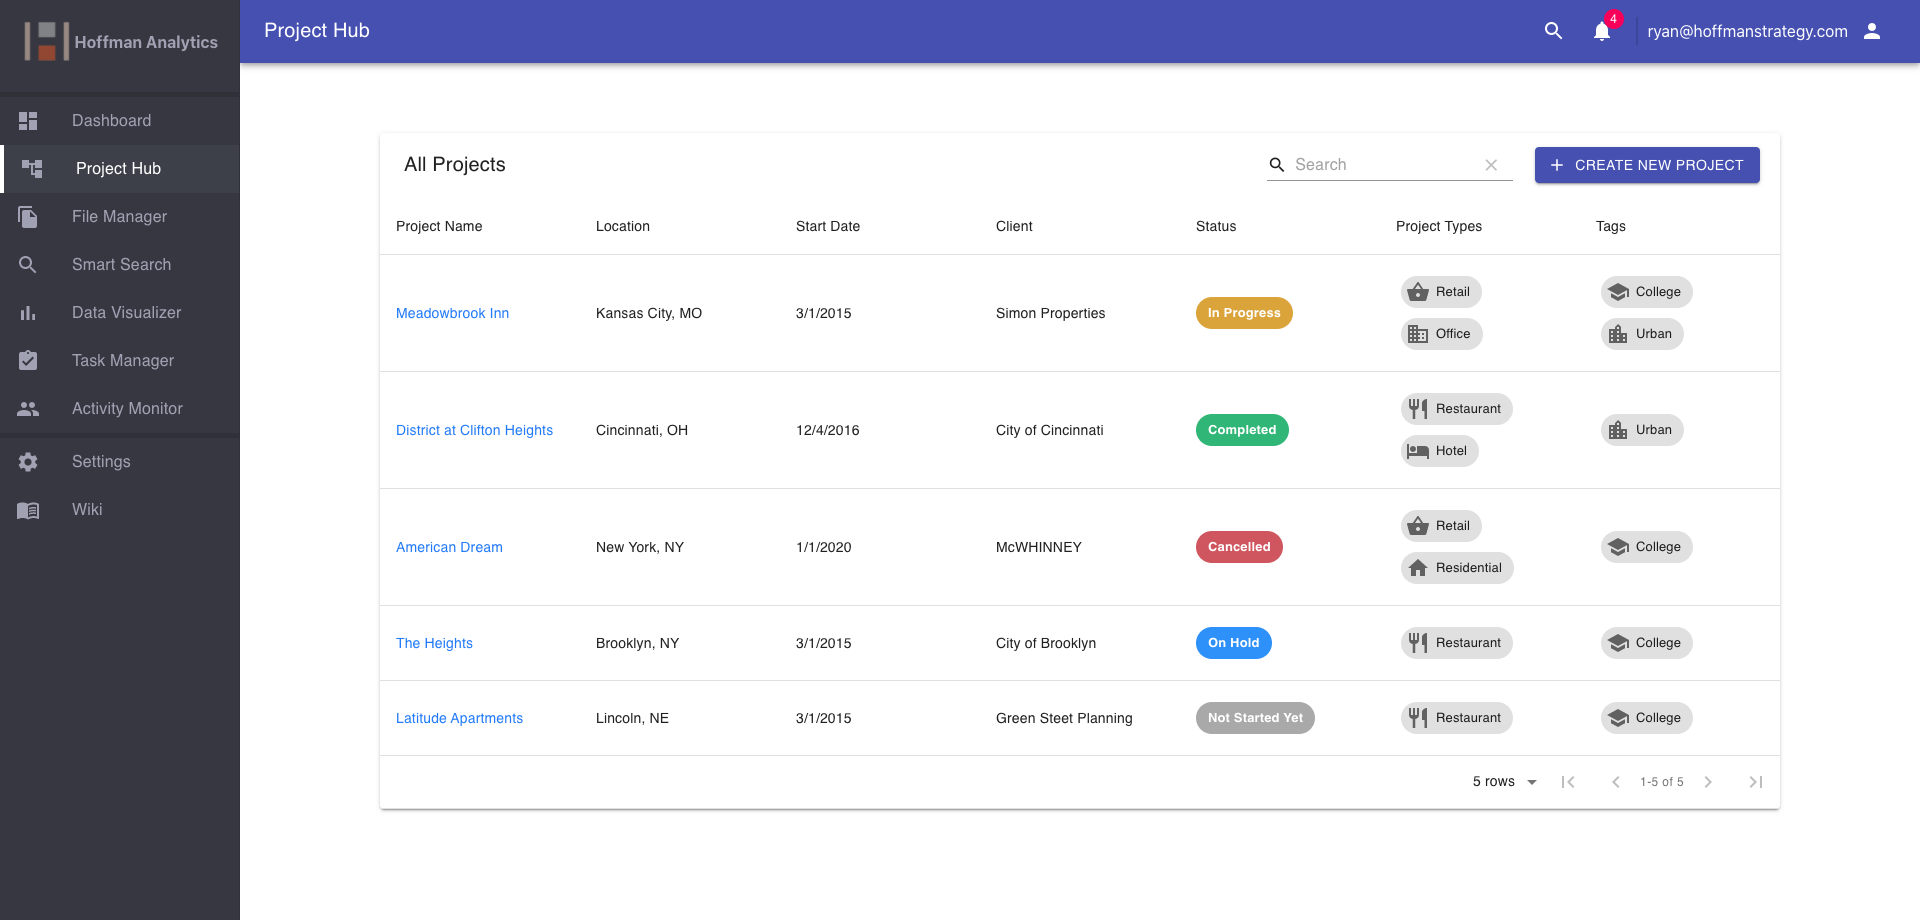 Hoffman Analytics
Project Hub
4
ryan@hoffmanstrategy.com
Dashboard
Project Hub
File Manager
Smart Search
Data Visualizer
Task Manager
Activity Monitor
Settings
Wiki
All Projects
Search
CREATE NEW PROJECT
Project Name Location Start Date Client Status Project Types Tags
Meadowbrook Inn Kansas City, MO 3/1/2015 Simon Properties In Progress
Retail College
Office Urban
District at Clifton Heights Cincinnati, OH 12/4/2016 City of Cincinnati Completed
Restaurant
Hotel
Urban
American Dream New York, NY 1/1/2020 McWHINNEY Cancelled
Retail
Residential
College
The Heights Brooklyn, NY 3/1/2015 City of Brooklyn On Hold Restaurant College
Latitude Apartments Lincoln, NE 3/1/2015 Green Steet Planning Not Started Yet Restaurant College
5 rows 1-5 of 5